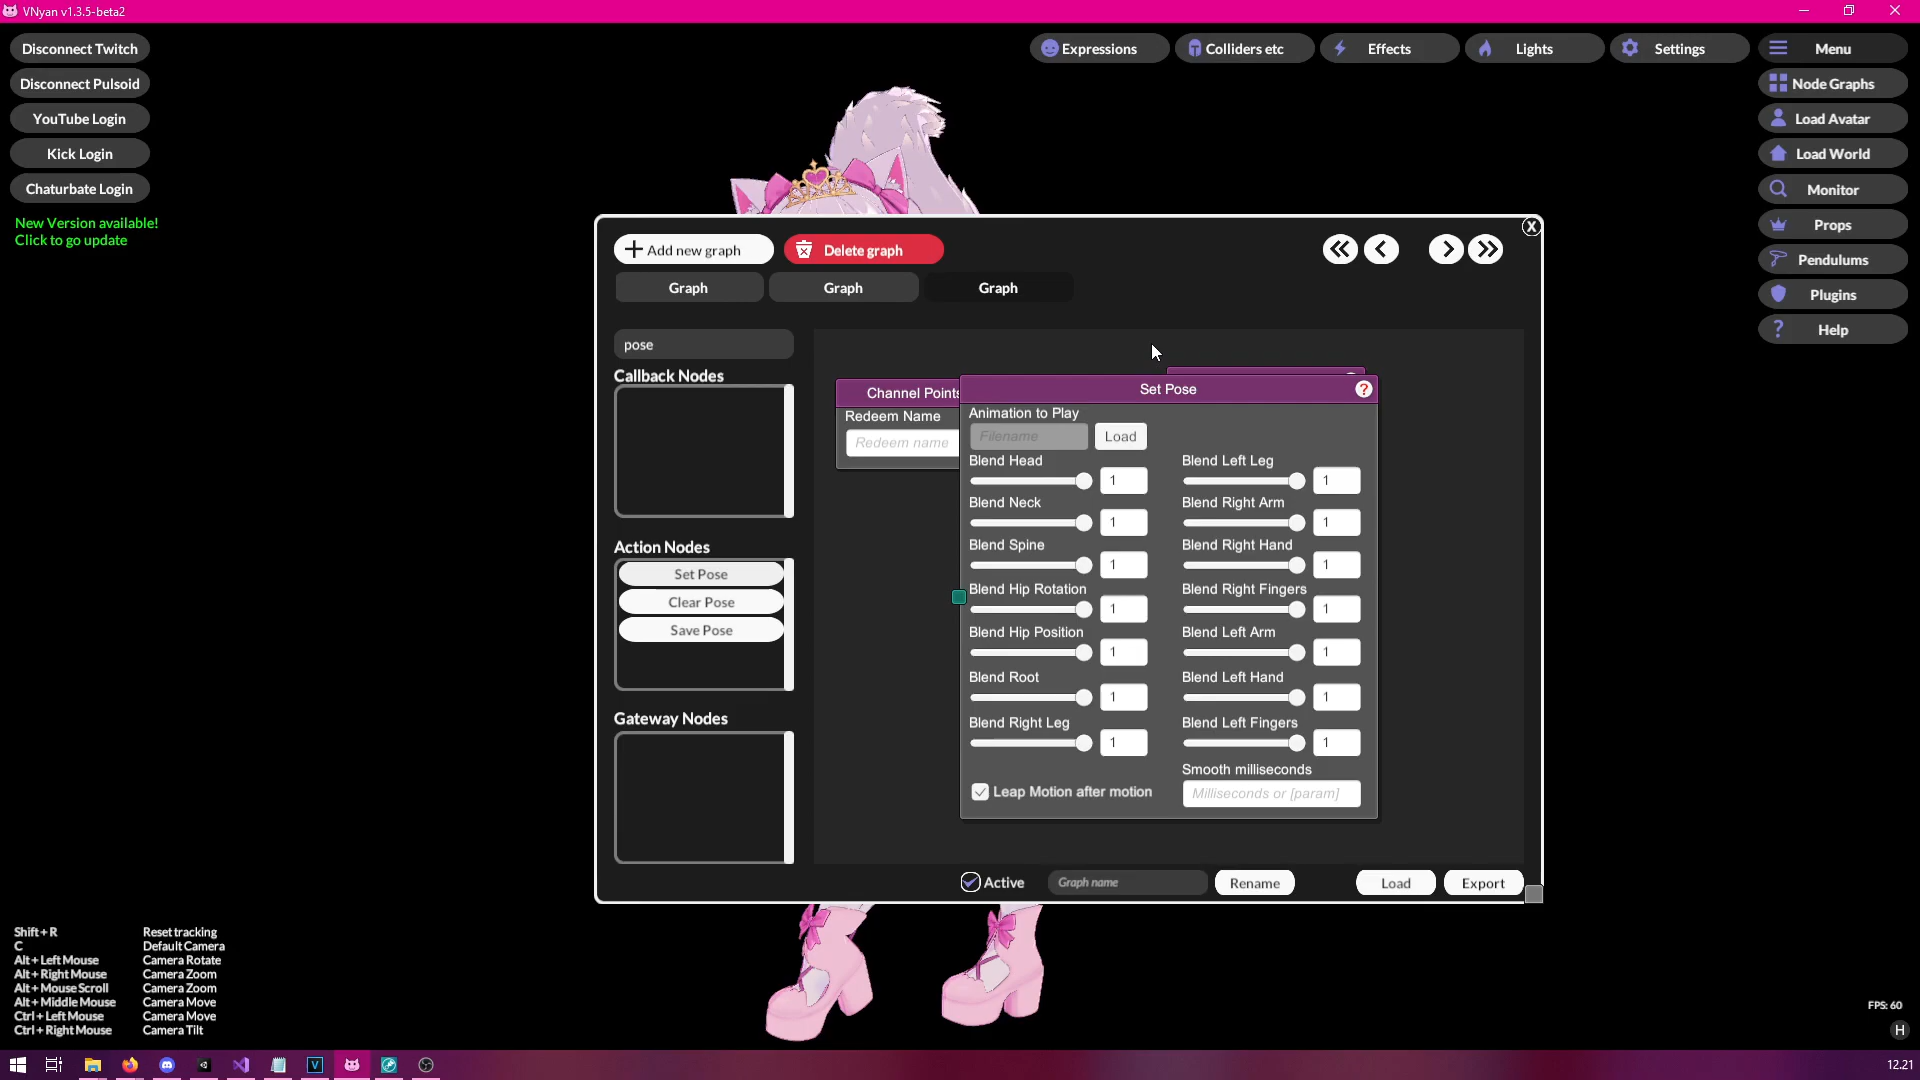 VNyan v1.3.5-beta2
Disconnect Twitch
Disconnect Pulsoid
YouTube Login
Kick Login
Chaturbate Login
New Version available!
Click to go update
Expressions
Colliders etc
Effects
Lights
Settings
Menu
Node Graphs
Load Avatar
Load World
Monitor
Props
Pendulums
Plugins
? Help
X
Add new graph
Delete graph
Graph
Graph
Graph
pose
Callback Nodes
Action Nodes
Set Pose
Clear Pose
Save Pose
Gateway Nodes
Channel Points
Redeem Name
Redeem name
Set Pose
?
Animation to Play
Filename
Load
Blend Head
1
Blend Neck
1
Blend Spine
1
Blend Hip Rotation
1
Blend Hip Position
1
Blend Root
1
Blend Right Leg
1
Blend Left Leg
1
Blend Right Arm
1
Blend Right Hand
1
Blend Right Fingers
1
Blend Left Arm
1
Blend Left Hand
1
Blend Left Fingers
1
Leap Motion after motion
Smooth milliseconds
Milliseconds or [param]
Active
Graph name
Rename
Load
Export
Shift + R Reset tracking
C Default Camera
Alt + Left Mouse Camera Rotate
Alt + Right Mouse Camera Zoom
Alt + Mouse Scroll Camera Zoom
Alt + Middle Mouse Camera Move
Ctrl + Left Mouse Camera Move
Ctrl + Right Mouse Camera Tilt
FPS: 60
H
V
12.21